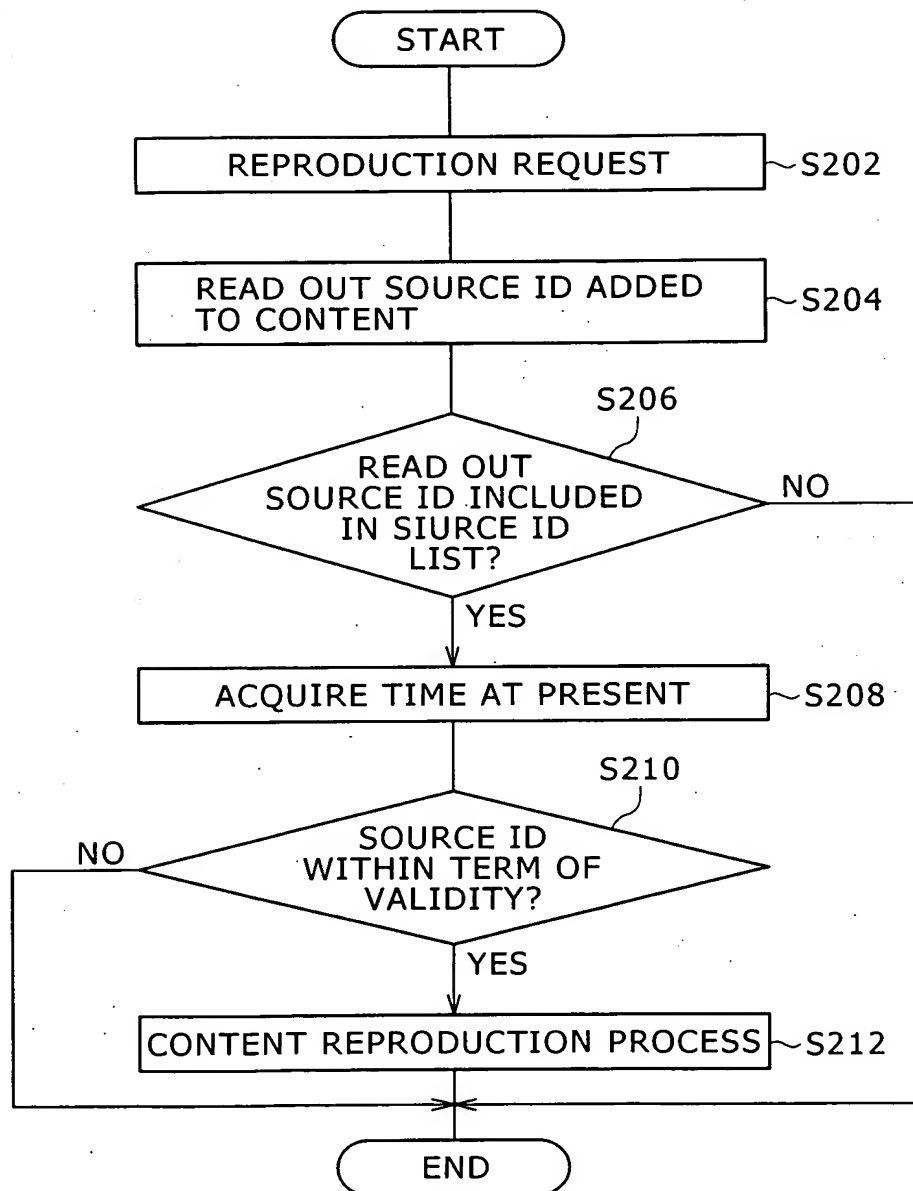 START
REPRODUCTION REQUEST
S202
READ OUT SOURCE ID ADDED
TO CONTENT
S204
S206
READ OUT
SOURCE ID INCLUDED
IN SIURCE ID
LIST?
NO
YES
ACQUIRE TIME AT PRESENT
S208
S210
SOURCE ID
WITHIN TERM OF
VALIDITY?
NO
YES
CONTENT REPRODUCTION PROCESS
S212
END